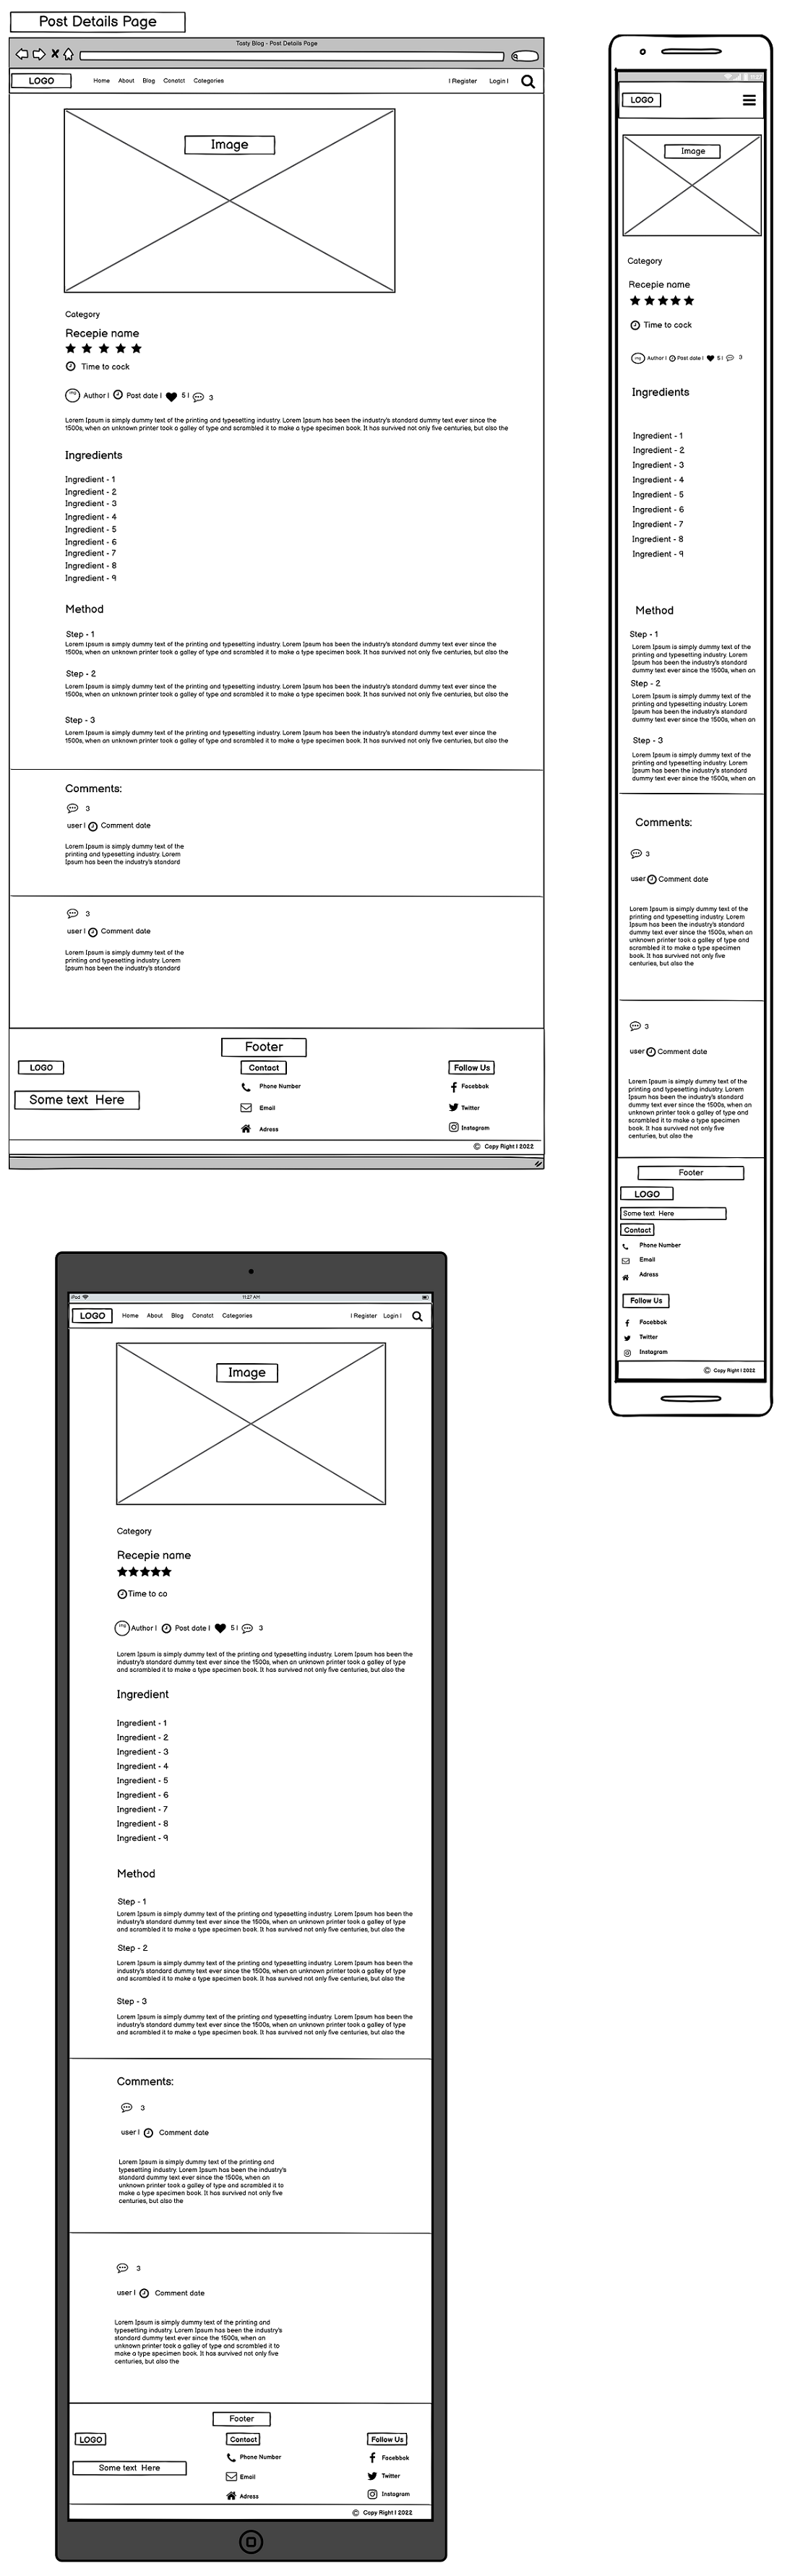 Post Details Page
Tasty Blog - Post Details Page
LOGO Home About Blog Conatct Categories | Register Login |
Image
Category
Recepie name
Time to cock
img Author | Post date | 5 | 3
Lorem Ipsum is simply dummy text of the printing and typesetting industry. Lorem Ipsum has been the industry's standard dummy text ever since the
1500s, when an unknown printer took a galley of type and scrambled it to make a type specimen book. It has survived not only five centuries, but also the
Ingredients
Ingredient - 1
Ingredient - 2
Ingredient - 3
Ingredient - 4
Ingredient - 5
Ingredient - 6
Ingredient - 7
Ingredient - 8
Ingredient - 9
Method
Step - 1
Lorem Ipsum is simply dummy text of the printing and typesetting industry. Lorem Ipsum has been the industry's standard dummy text ever since the
1500s, when an unknown printer took a galley of type and scrambled it to make a type specimen book. It has survived not only five centuries, but also the
Step - 2
Lorem Ipsum is simply dummy text of the printing and typesetting industry. Lorem Ipsum has been the industry's standard dummy text ever since the
1500s, when an unknown printer took a galley of type and scrambled it to make a type specimen book. It has survived not only five centuries, but also the
Step - 3
Lorem Ipsum is simply dummy text of the printing and typesetting industry. Lorem Ipsum has been the industry's standard dummy text ever since the
1500s, when an unknown printer took a galley of type and scrambled it to make a type specimen book. It has survived not only five centuries, but also the
Comments:
3
user | Comment date
Lorem Ipsum is simply dummy text of the
printing and typesetting industry. Lorem
Ipsum has been the industry's standard
3
user | Comment date
Lorem Ipsum is simply dummy text of the
printing and typesetting industry. Lorem
Ipsum has been the industry's standard
Footer
LOGO Contact Follow Us
Phone Number Facebbok
Some text Here
Email Twitter
Adress Instagram
© Copy Right | 2022
LOGO
Image
Category
Recepie name
Time to cock
img Author | Post date | 5 | 3
Ingredients
Ingredient - 1
Ingredient - 2
Ingredient - 3
Ingredient - 4
Ingredient - 5
Ingredient - 6
Ingredient - 7
Ingredient - 8
Ingredient - 9
Method
Step - 1
Lorem Ipsum is simply dummy text of the
printing and typesetting industry. Lorem
Ipsum has been the industry's standard
dummy text ever since the 1500s, when an
Step - 2
Lorem Ipsum is simply dummy text of the
printing and typesetting industry. Lorem
Ipsum has been the industry's standard
dummy text ever since the 1500s, when an
Step - 3
Lorem Ipsum is simply dummy text of the
printing and typesetting industry. Lorem
Ipsum has been the industry's standard
dummy text ever since the 1500s, when an
Comments:
3
user Comment date
Lorem Ipsum is simply dummy text of the
printing and typesetting industry. Lorem
Ipsum has been the industry's standard
dummy text ever since the 1500s, when an
unknown printer took a galley of type and
scrambled it to make a type specimen
book. It has survived not only five
centuries, but also the
3
user Comment date
Lorem Ipsum is simply dummy text of the
printing and typesetting industry. Lorem
Ipsum has been the industry's standard
dummy text ever since the 1500s, when an
unknown printer took a galley of type and
scrambled it to make a type specimen
book. It has survived not only five
centuries, but also the
Footer
LOGO
Some text Here
Contact
Phone Number
Email
Adress
Follow Us
Facebbok
Twitter
Instagram
© Copy Right | 2022
iPod 11:27 AM
LOGO Home About Blog Conatct Categories | Register Login |
Image
Category
Recepie name
Time to co
img Author | Post date | 5 | 3
Lorem Ipsum is simply dummy text of the printing and typesetting industry. Lorem Ipsum has been the
industry's standard dummy text ever since the 1500s, when an unknown printer took a galley of type
and scrambled it to make a type specimen book. It has survived not only five centuries, but also the
Ingredient
Ingredient - 1
Ingredient - 2
Ingredient - 3
Ingredient - 4
Ingredient - 5
Ingredient - 6
Ingredient - 7
Ingredient - 8
Ingredient - 9
Method
Step - 1
Lorem Ipsum is simply dummy text of the printing and typesetting industry. Lorem Ipsum has been the
industry's standard dummy text ever since the 1500s, when an unknown printer took a galley of type
and scrambled it to make a type specimen book. It has survived not only five centuries, but also the
Step - 2
Lorem Ipsum is simply dummy text of the printing and typesetting industry. Lorem Ipsum has been the
industry's standard dummy text ever since the 1500s, when an unknown printer took a galley of type
and scrambled it to make a type specimen book. It has survived not only five centuries, but also the
Step - 3
Lorem Ipsum is simply dummy text of the printing and typesetting industry. Lorem Ipsum has been the
industry's standard dummy text ever since the 1500s, when an unknown printer took a galley of type
and scrambled it to make a type specimen book. It has survived not only five centuries, but also the
Comments:
3
user | Comment date
Lorem Ipsum is simply dummy text of the printing and
typesetting industry. Lorem Ipsum has been the industry's
standard dummy text ever since the 1500s, when an
unknown printer took a galley of type and scrambled it to
make a type specimen book. It has survived not only five
centuries, but also the
3
user | Comment date
Lorem Ipsum is simply dummy text of the printing and
typesetting industry. Lorem Ipsum has been the industry's
standard dummy text ever since the 1500s, when an
unknown printer took a galley of type and scrambled it to
make a type specimen book. It has survived not only five
centuries, but also the
Footer
LOGO Contact Follow Us
Phone Number Facebbok
Some text Here
Email Twitter
Adress Instagram
© Copy Right | 2022